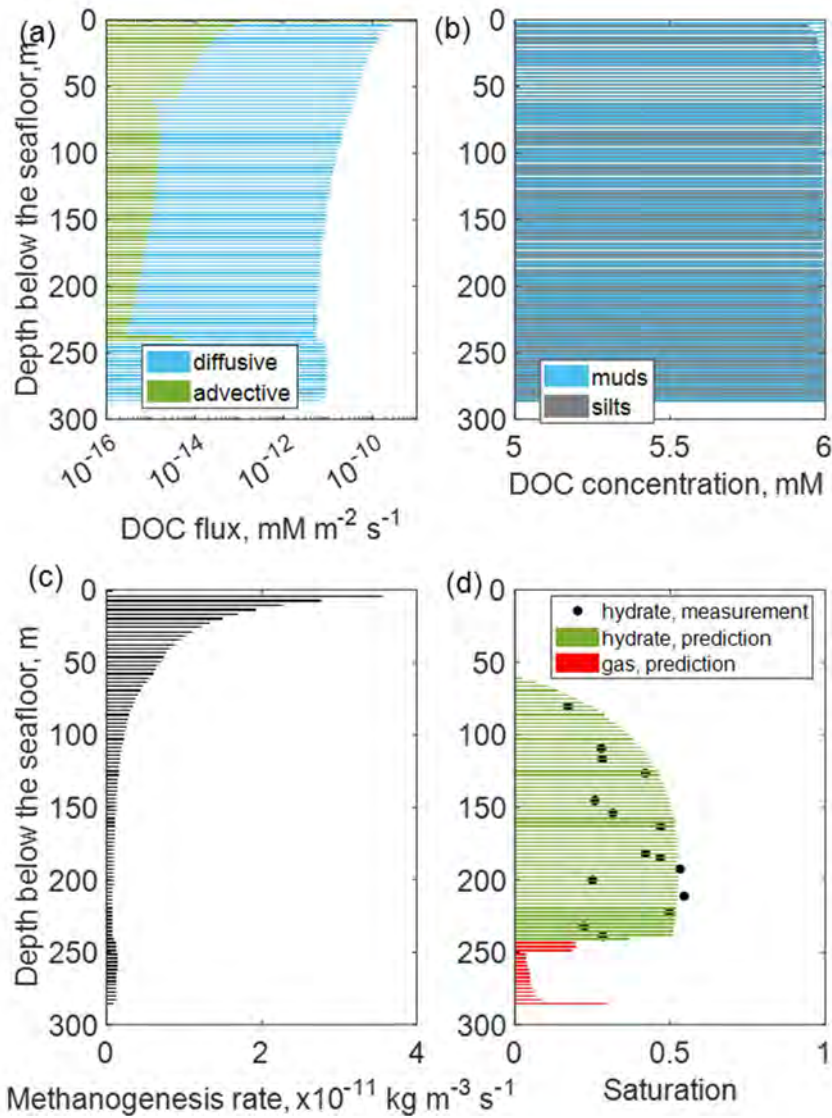 (a)
Depth below the seafloor,m
0
50
100
150
200
250
300
diffusive
advective
10^-16
10^-14
10^-12
10^-10
DOC flux, mM m^-2 s^-1
(b)
0
50
100
150
200
250
300
muds
silts
5
5.5
6
DOC concentration, mM
(c)
Depth below the seafloor, m
0
50
100
150
200
250
300
0
2
4
Methanogenesis rate, x10^-11 kg m^-3 s^-1
(d)
0
50
100
150
200
250
300
hydrate, measurement
hydrate, prediction
gas, prediction
0
0.5
1
Saturation